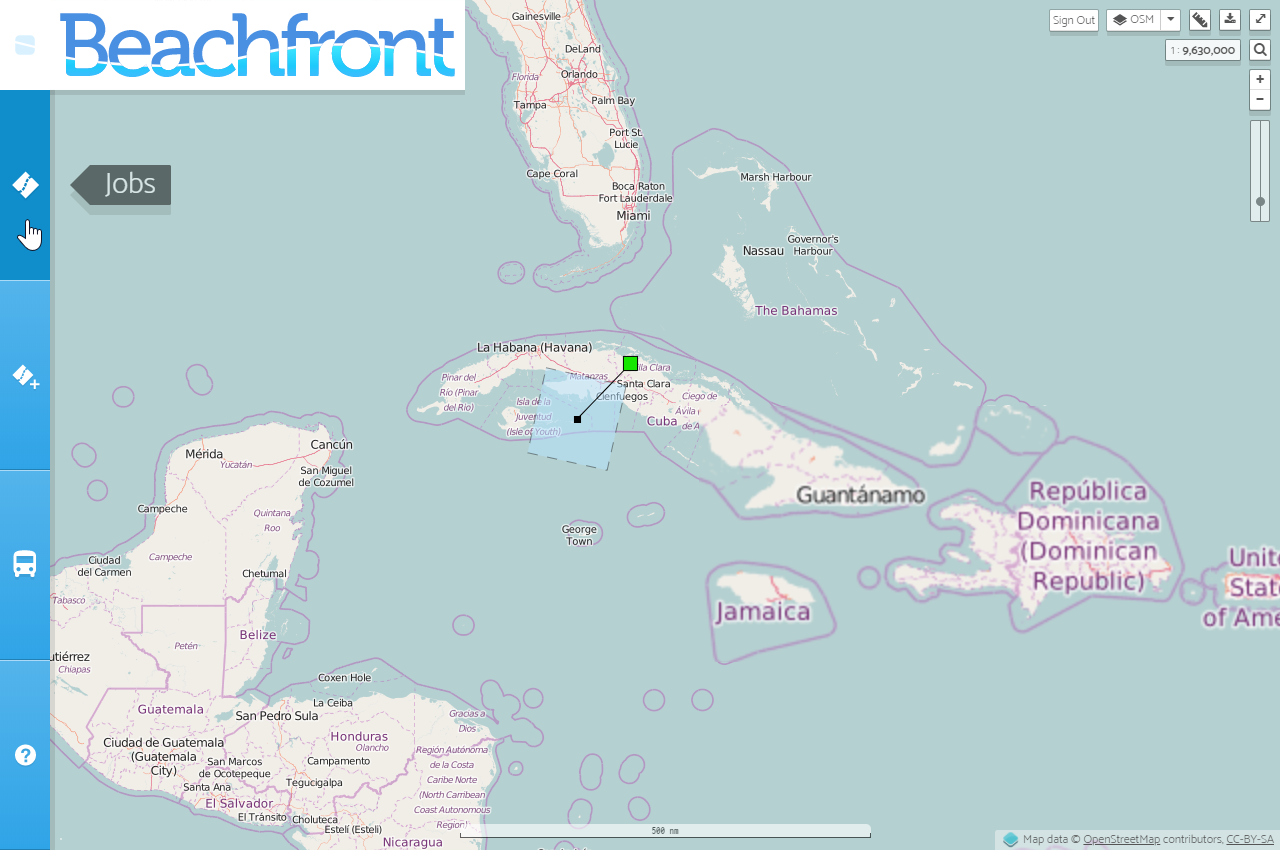 Beachfront
Sign Out
OSM
1 : 9,630,000
+
−
Jobs
Gainesville
DeLand
Florida
Orlando
Tampa
Palm Bay
Port St.
Lucie
Cape Coral
Boca Raton
Fort Lauderdale
Miami
Marsh Harbour
Nassau
Governor's
Harbour
The Bahamas
La Habana (Havana)
Pinar del
Río (Pinar
del Río)
Matanzas
lla Clara
Santa Clara
Cienfuegos
Isla de la
Juventud
(Isle of Youth)
Ciego de
Ávila (
de A
Cuba
Guantánamo
Cancún
Mérida
Yucatán
San Miguel
de Cozumel
Campeche
Quintana
Roo
George
Town
República
Dominicana
(Dominican
Republic)
Unite
State
of Ame
Jamaica
Campeche
Ciudad
del Carmen
Chetumal
Tabasco
Belize
Petén
utiérrez
Chiapas
Coxen Hole
La Ceiba
Guatemala
San Pedro Sula
Gracias a
Dios
Honduras
Olancho
Ciudad de Guatemala
(Guatemala
City)
San Marcos
de Ocotepeque
Campamento
Región Autónoma
de la Costa
Caribe Norte
(North Carribean
Coast Autonomous
Region)
Santa Ana
Tegucigalpa
El Salvador
El Tránsito
Choluteca
Estelí (Estelí)
Nicaragua
500 nm
Map data © OpenStreetMap contributors, CC-BY-SA